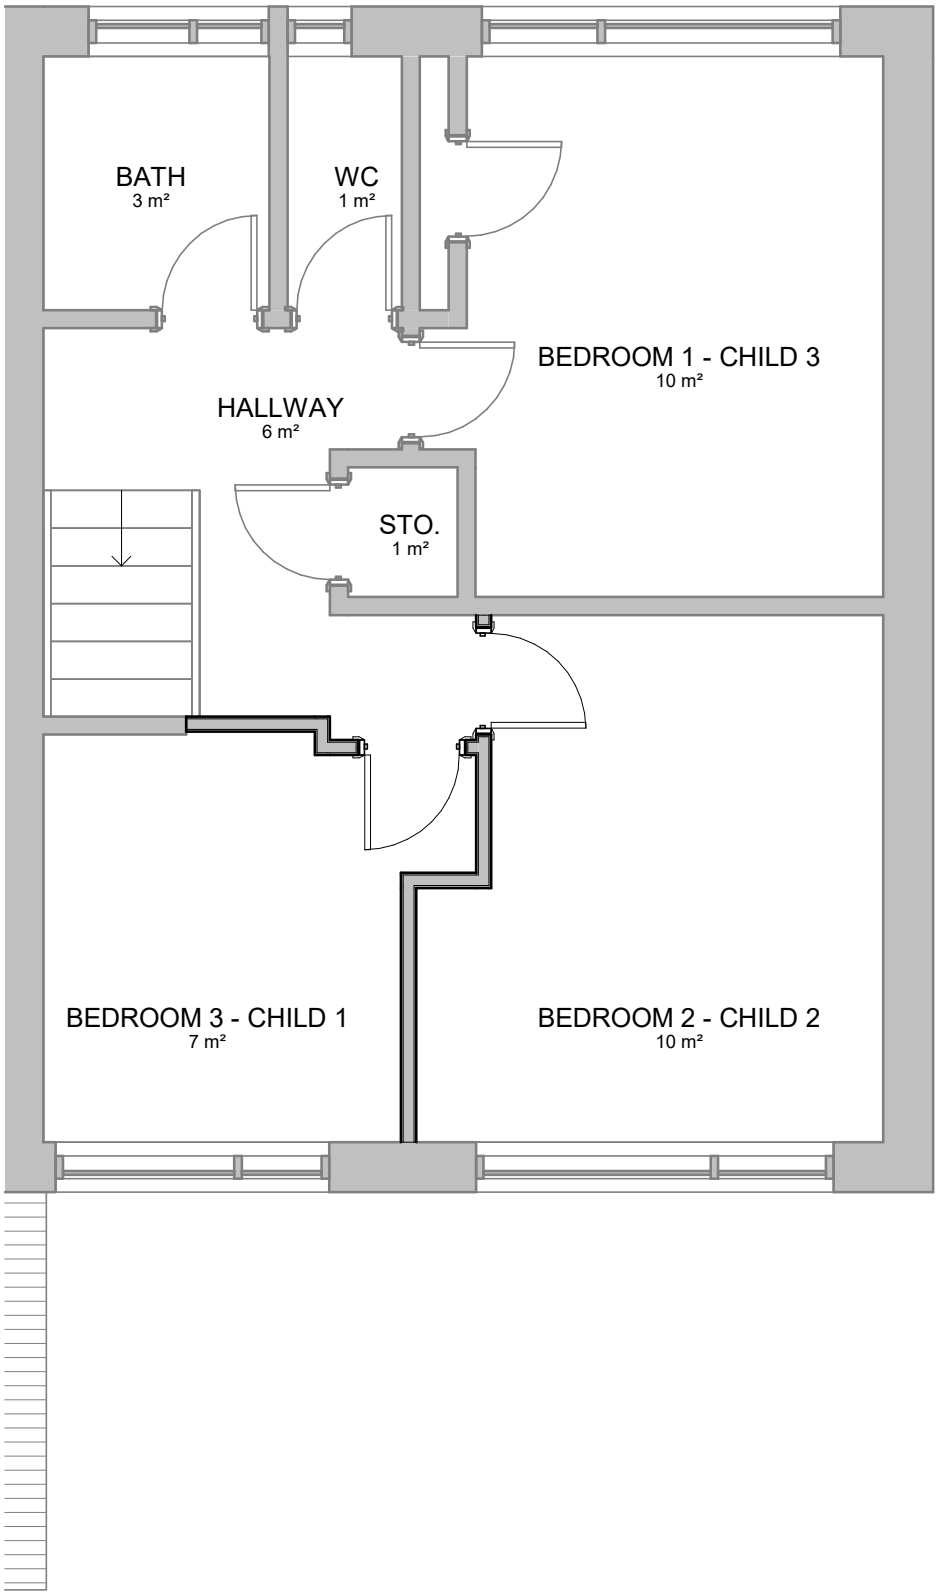 BATH
3 m²
WC
1 m²
BEDROOM 1 - CHILD 3
10 m²
HALLWAY
6 m²
STO.
1 m²
BEDROOM 3 - CHILD 1
7 m²
BEDROOM 2 - CHILD 2
10 m²